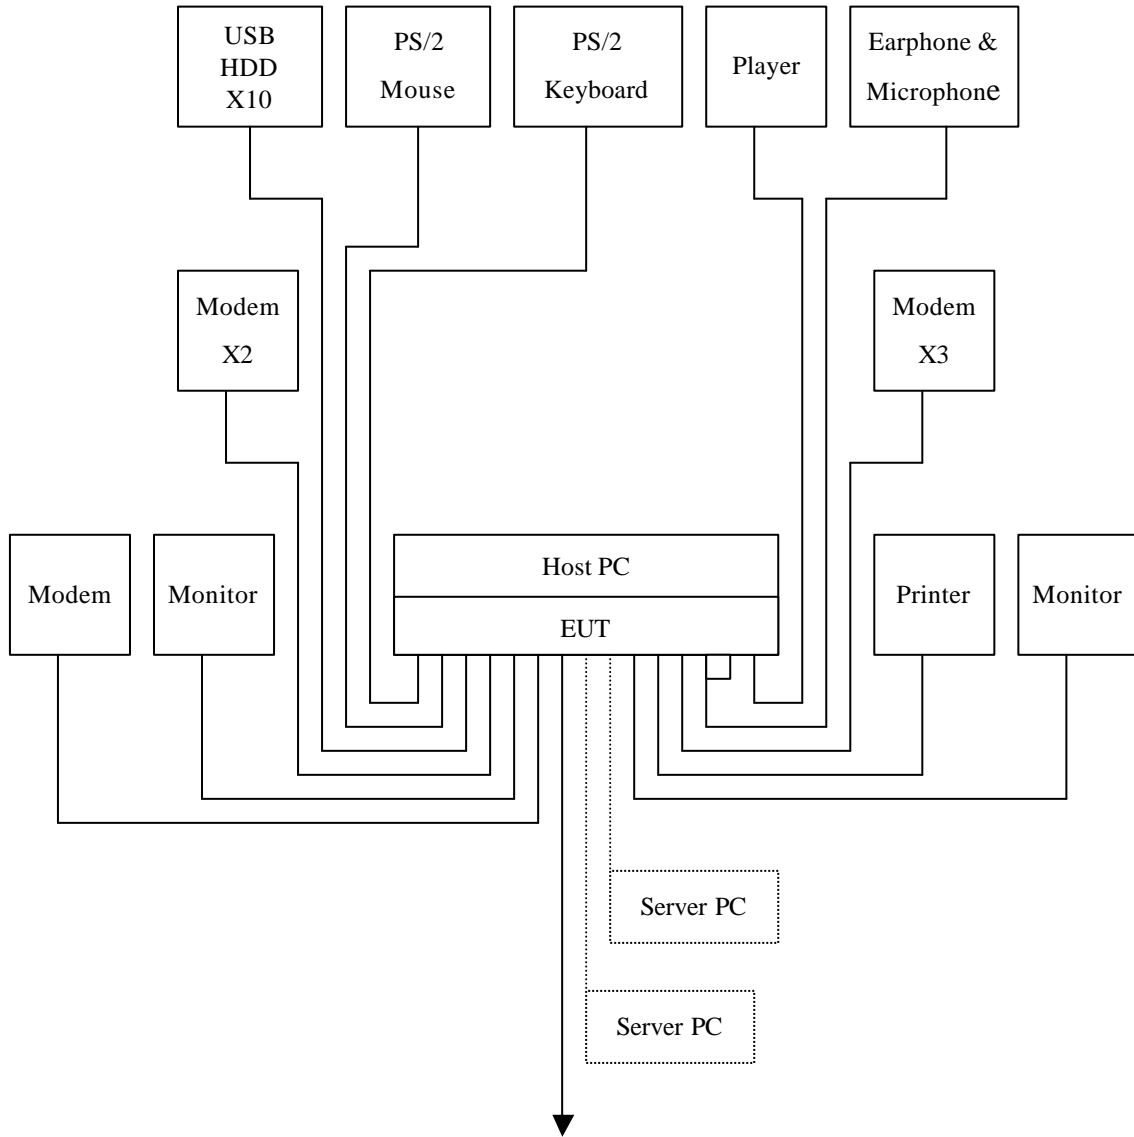 USB
HDD
X10
PS/2
Mouse
PS/2
Keyboard
Player
Earphone &
Microphone
Modem
X2
Modem
X3
Modem
Monitor
Host PC
EUT
Printer
Monitor
Server PC
Server PC